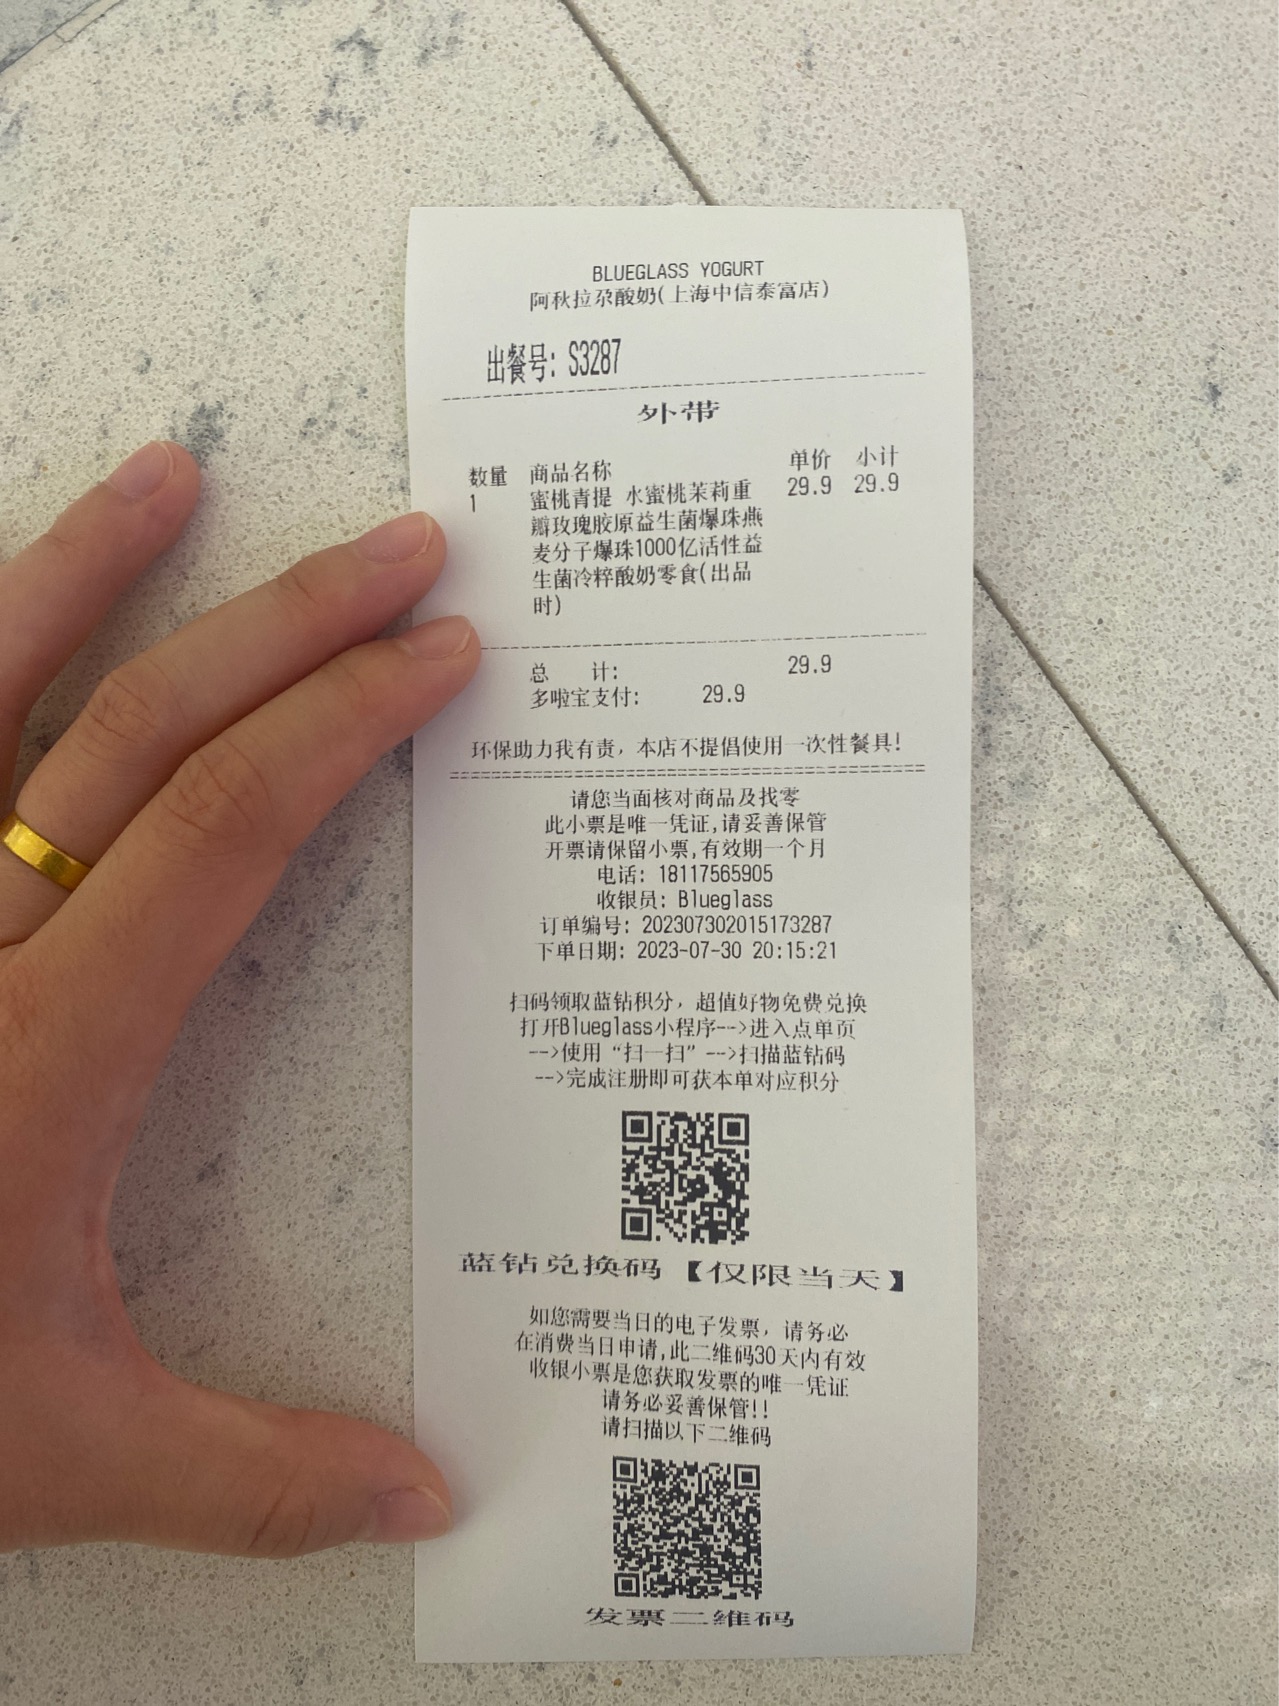 BLUEGLASS YOGURT
阿秋拉尕酸奶(上海中信泰富店)
出餐号: S3287
外带
数量 商品名称 单价 小计
1 蜜桃青提 水蜜桃茉莉重 29.9 29.9
瓣玫瑰胶原益生菌爆珠燕
麦分子爆珠1000亿活性益
生菌冷粹酸奶零食(出品
时)
总 计: 29.9
多啦宝支付: 29.9
环保助力我有责，本店不提倡使用一次性餐具!
请您当面核对商品及找零
此小票是唯一凭证,请妥善保管
开票请保留小票,有效期一个月
电话: 18117565905
收银员: Blueglass
订单编号: 202307302015173287
下单日期: 2023-07-30 20:15:21
扫码领取蓝钻积分，超值好物免费兑换
打开Blueglass小程序-->进入点单页
-->使用“扫一扫”-->扫描蓝钻码
-->完成注册即可获本单对应积分
蓝钻兑换码【仅限当天】
如您需要当日的电子发票，请务必
在消费当日申请,此二维码30天内有效
收银小票是您获取发票的唯一凭证
请务必妥善保管!!
请扫描以下二维码
发票二维码